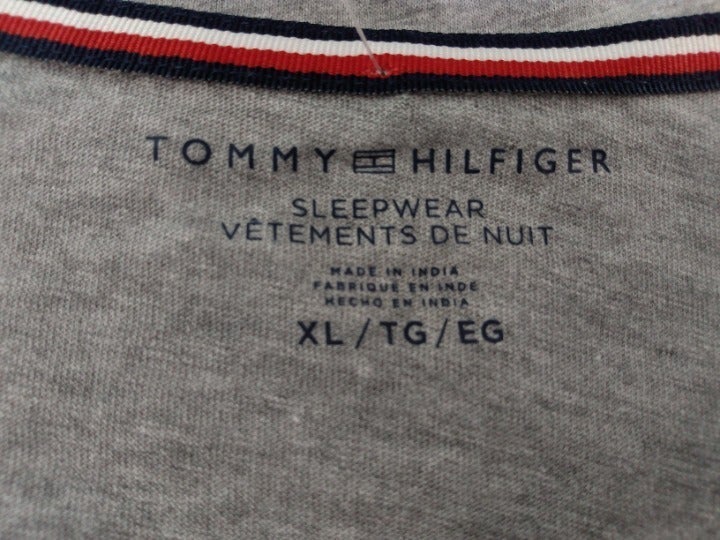 TOMMY HILFIGER
SLEEPWEAR
VÊTEMENTS DE NUIT
MADE IN INDIA
FABRIQUE EN INDE
HECHO EN INDIA
XL / TG / EG